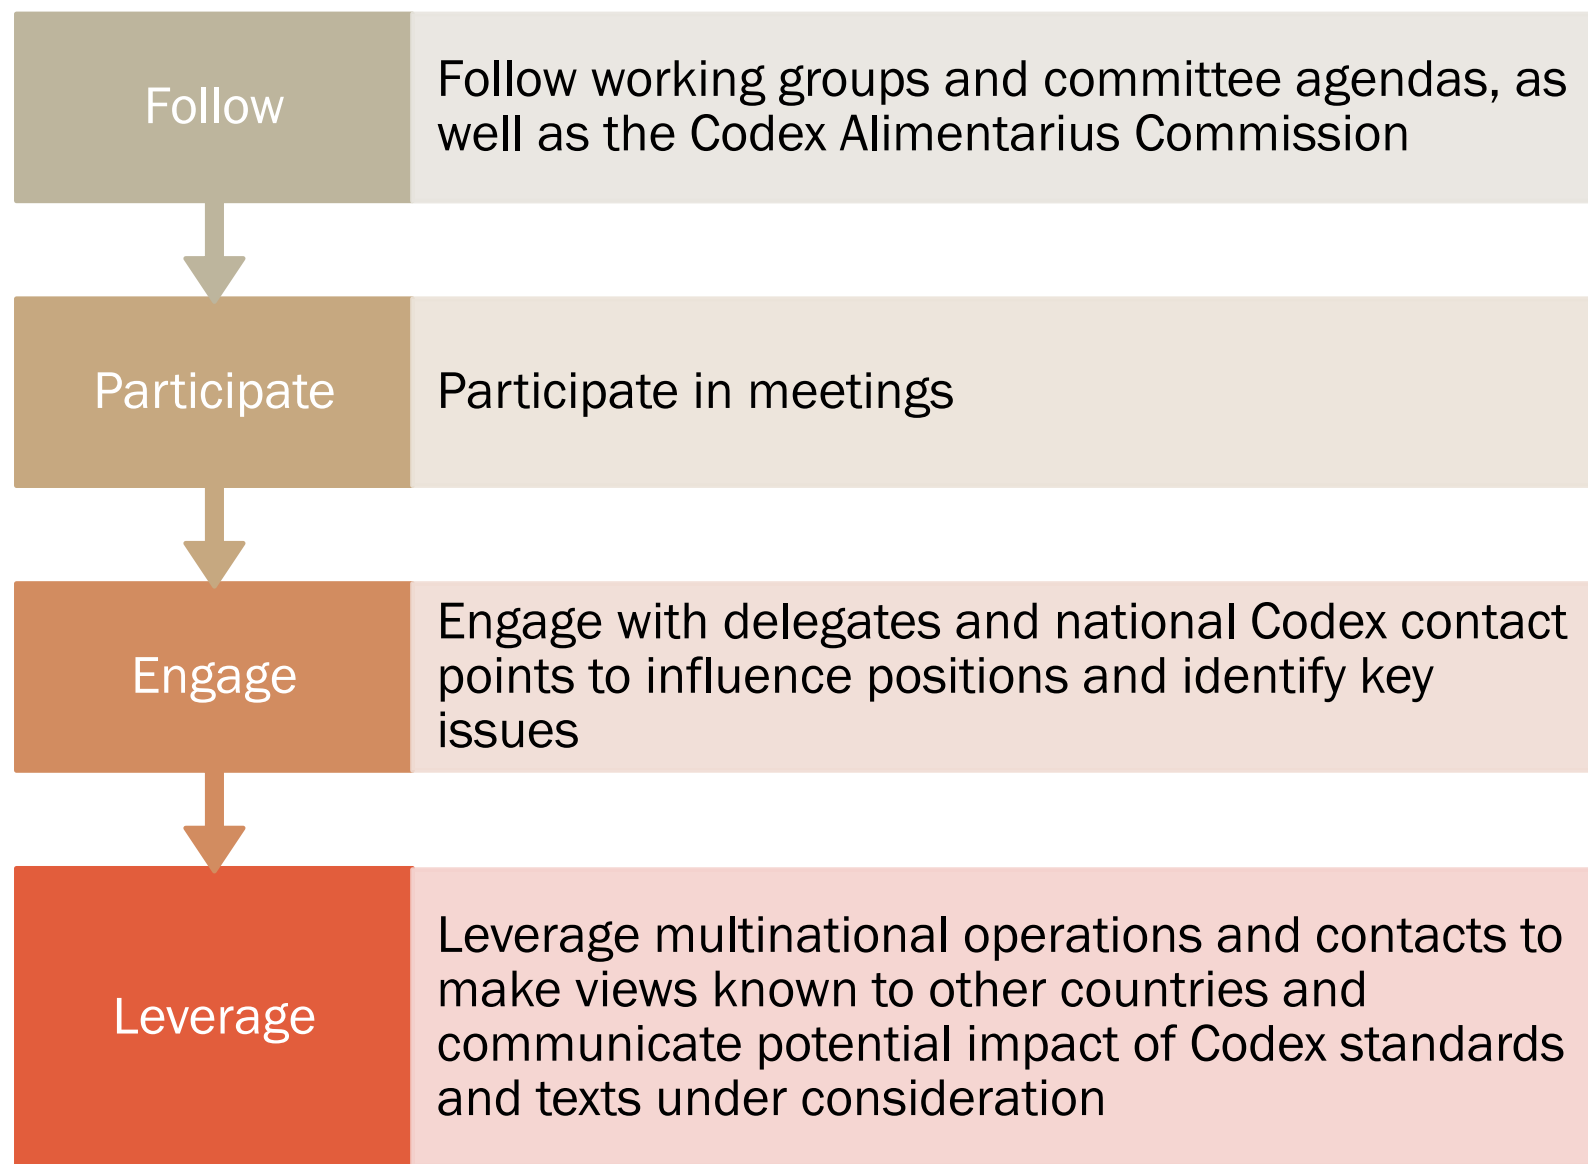 Follow
Follow working groups and committee agendas, as
well as the Codex Alimentarius Commission
Participate
Participate in meetings
Engage
Engage with delegates and national Codex contact
points to influence positions and identify key
issues
Leverage
Leverage multinational operations and contacts to
make views known to other countries and
communicate potential impact of Codex standards
and texts under consideration